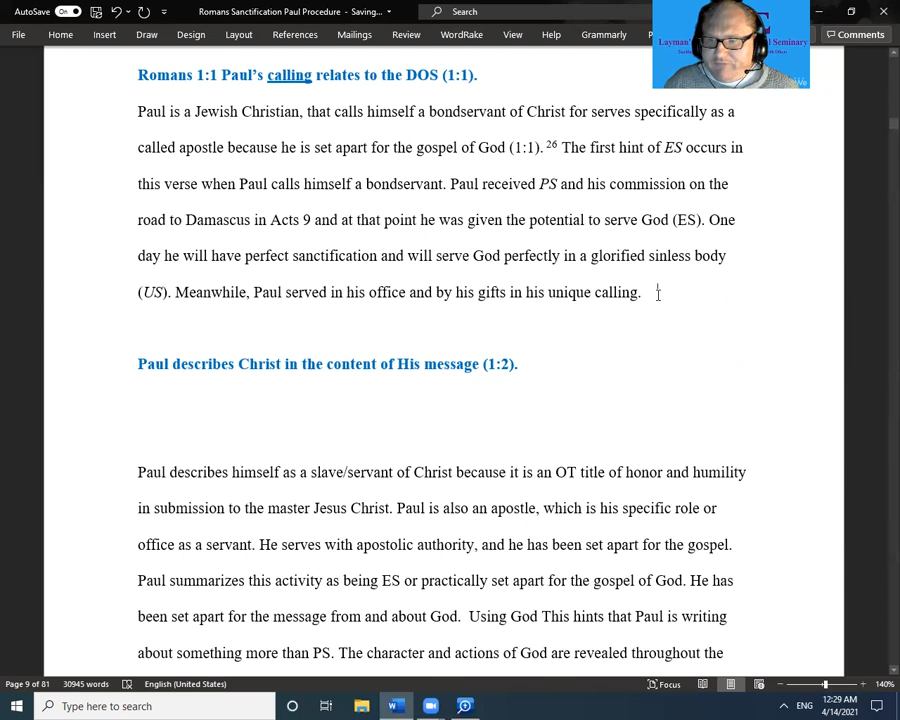 AutoSave On Romans Sanctification Paul Procedure - Saving... Search
File Home Insert Draw Design Layout References Mailings Review WordRake View Help Grammarly Comments
Romans 1:1 Paul's calling relates to the DOS (1:1).
Paul is a Jewish Christian, that calls himself a bondservant of Christ for serves specifically as a
called apostle because he is set apart for the gospel of God (1:1). 26 The first hint of ES occurs in
this verse when Paul calls himself a bondservant. Paul received PS and his commission on the
road to Damascus in Acts 9 and at that point he was given the potential to serve God (ES). One
day he will have perfect sanctification and will serve God perfectly in a glorified sinless body
(US). Meanwhile, Paul served in his office and by his gifts in his unique calling.
Paul describes Christ in the content of His message (1:2).
Paul describes himself as a slave/servant of Christ because it is an OT title of honor and humility
in submission to the master Jesus Christ. Paul is also an apostle, which is his specific role or
office as a servant. He serves with apostolic authority, and he has been set apart for the gospel.
Paul summarizes this activity as being ES or practically set apart for the gospel of God. He has
been set apart for the message from and about God.  Using God This hints that Paul is writing
about something more than PS. The character and actions of God are revealed throughout the
Page 9 of 81 30945 words English (United States) Focus 140%
Type here to search ENG 12:29 AM
4/14/2021